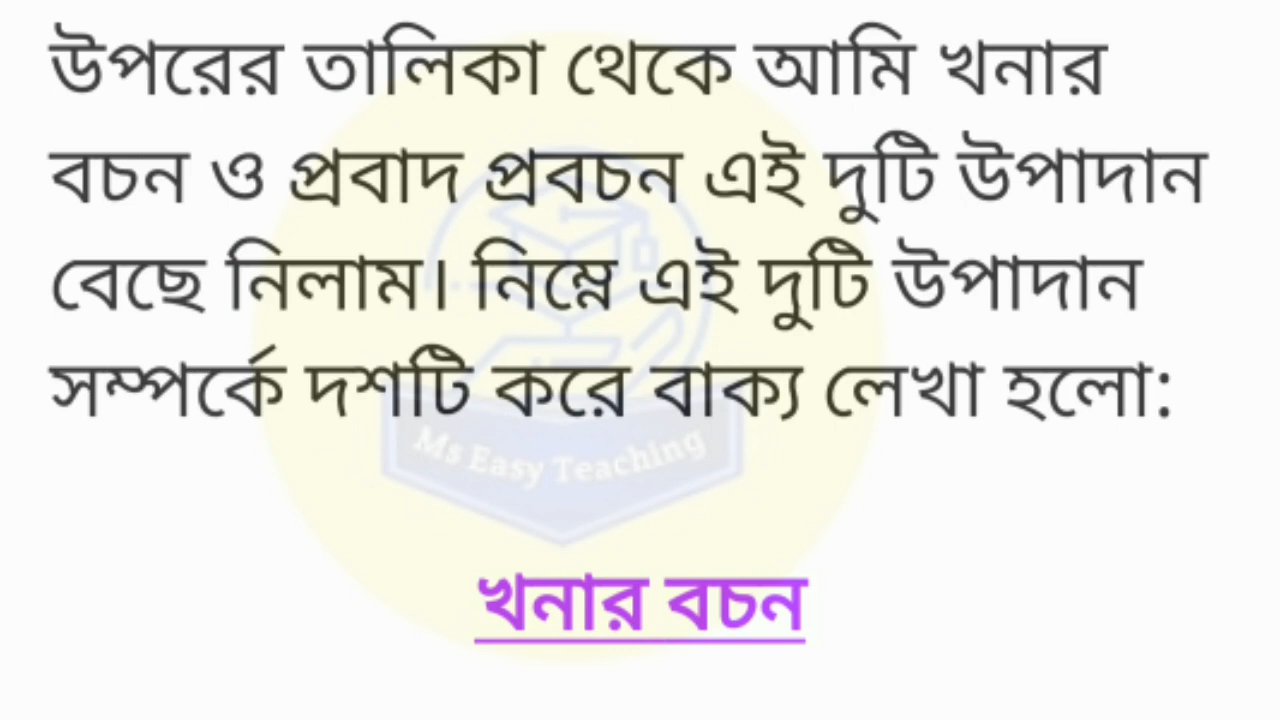 উপরের তালিকা থেকে আমি খনার
বচন ও প্রবাদ প্রবচন এই দুটি উপাদান
বেছে নিলাম। নিম্নে এই দুটি উপাদান
সম্পর্কে দশটি করে বাক্য লেখা হলো:
Ms Easy Teaching
খনার বচন